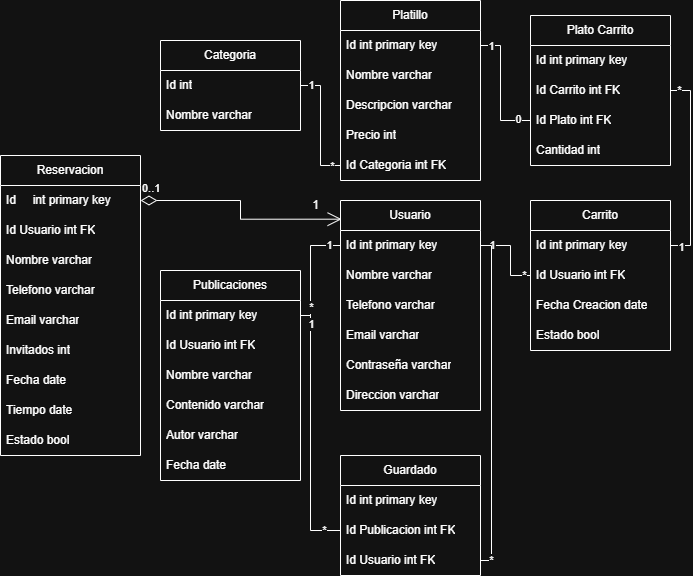 Platillo
Id int primary key
Nombre varchar
Descripcion varchar
Precio int
Id Categoria int FK
Plato Carrito
Id int primary key
Id Carrito int FK
Id Plato int FK
Cantidad int
Categoria
Id int
Nombre varchar
1
*
1
0
*
1
Reservacion
Id int primary key
Id Usuario int FK
Nombre varchar
Telefono varchar
Email varchar
Invitados int
Fecha date
Tiempo date
Estado bool
0..1
1
Usuario
Id int primary key
Nombre varchar
Telefono varchar
Email varchar
Contraseña varchar
Direccion varchar
Carrito
Id int primary key
Id Usuario int FK
Fecha Creacion date
Estado bool
1
*
1
1
*
Publicaciones
Id int primary key
Id Usuario int FK
Nombre varchar
Contenido varchar
Autor varchar
Fecha date
1
*
*
Guardado
Id int primary key
Id Publicacion int FK
Id Usuario int FK